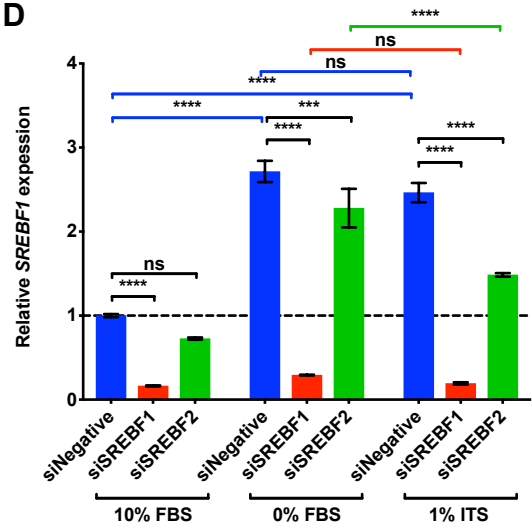 D
****
ns
ns
****
****
***
****
****
****
ns
****
Relative SREBF1 expession
4
3
2
1
0
siNegative
siSREBF1
siSREBF2
siNegative
siSREBF1
siSREBF2
siNegative
siSREBF1
siSREBF2
10% FBS
0% FBS
1% ITS